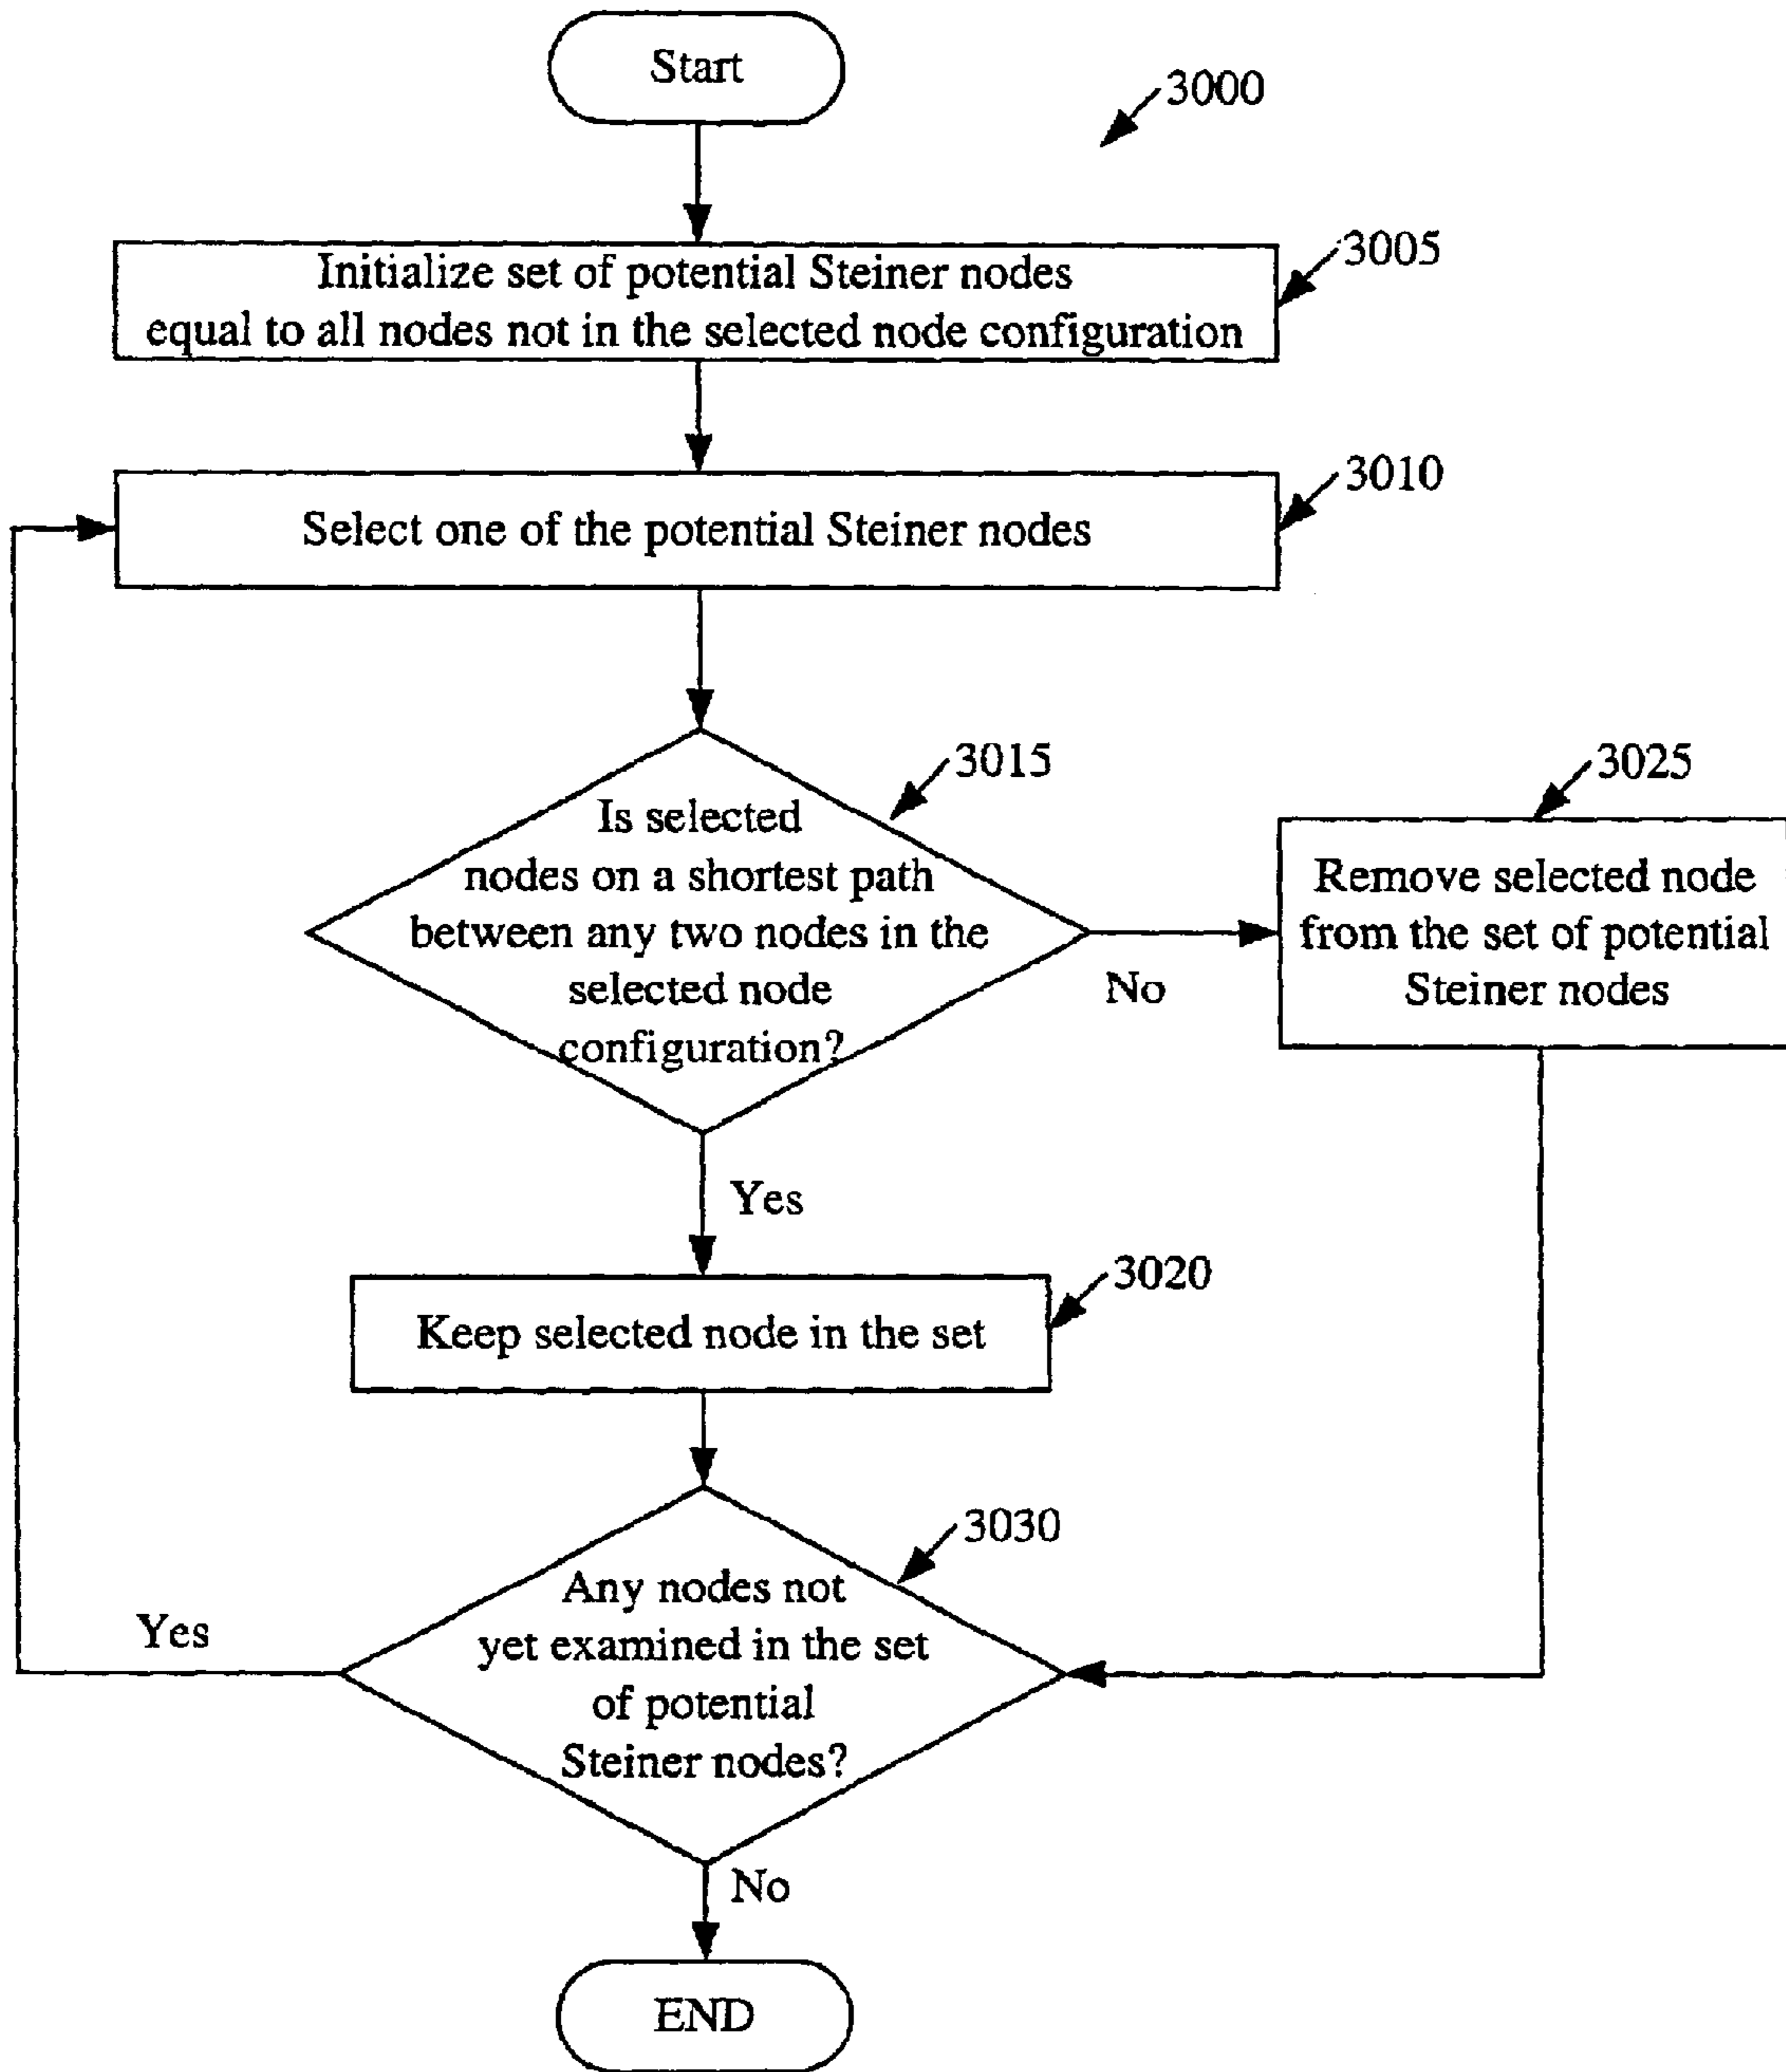 Start
3000
Initialize set of potential Steiner nodes
equal to all nodes not in the selected node configuration
3005
Select one of the potential Steiner nodes
3010
Is selected
nodes on a shortest path
between any two nodes in the
selected node
configuration?
3015
No
Remove selected node
from the set of potential
Steiner nodes
3025
Yes
Keep selected node in the set
3020
Any nodes not
yet examined in the set
of potential
Steiner nodes?
3030
Yes
No
END